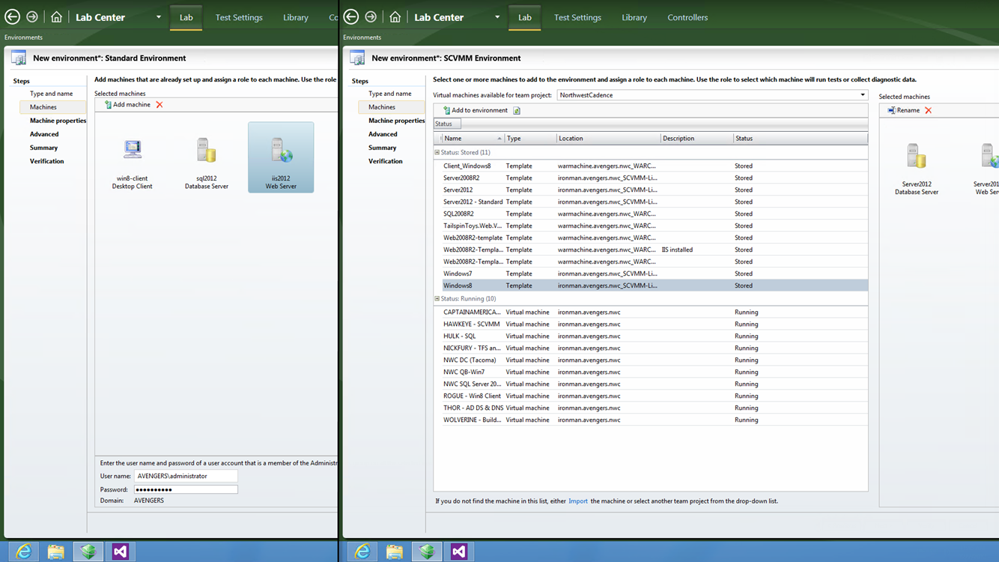 Lab Center
Lab
Test Settings
Library
Co
Environments
New environment*: Standard Environment
Steps
Type and name
Machines
Machine properties
Advanced
Summary
Verification
Add machines that are already set up and assign a role to each machine. Use the role
Selected machines
Add machine
win8-client
Desktop Client
sql2012
Database Server
iis2012
Web Server
Enter the user name and password of a user account that is a member of the Administr
User name: AVENGERS\administrator
Password: ●●●●●●●●●●
Domain: AVENGERS
Lab Center
Lab
Test Settings
Library
Controllers
Environments
New environment*: SCVMM Environment
Steps
Type and name
Machines
Machine properties
Advanced
Summary
Verification
Select one or more machines to add to the environment and assign a role to each machine. Use the role to select which machine will run tests or collect diagnostic data.
Virtual machines available for team project: NorthwestCadence
Add to environment
Status
Name Type Location Description Status
Status: Stored (11)
Client_Windows8 Template warmachine.avengers.nwc_WARC... Stored
Server2008R2 Template ironman.avengers.nwc_SCVMM-Li... Stored
Server2012 Template ironman.avengers.nwc_SCVMM-Li... Stored
Server2012 - Standard Template ironman.avengers.nwc_SCVMM-Li... Stored
SQL2008R2 Template warmachine.avengers.nwc_WARC... Stored
TailspinToys.Web.V... Template warmachine.avengers.nwc_WARC... Stored
Web2008R2-template Template warmachine.avengers.nwc_WARC... Stored
Web2008R2-Templa... Template warmachine.avengers.nwc_WARC... IIS installed Stored
Web2008R2-Templa... Template warmachine.avengers.nwc_WARC... Stored
Windows7 Template ironman.avengers.nwc_SCVMM-Li... Stored
Windows8 Template ironman.avengers.nwc_SCVMM-Li... Stored
Status: Running (10)
CAPTAINAMERICA... Virtual machine ironman.avengers.nwc Running
HAWKEYE - SCVMM Virtual machine ironman.avengers.nwc Running
HULK - SQL Virtual machine ironman.avengers.nwc Running
NICKFURY - TFS an... Virtual machine ironman.avengers.nwc Running
NWC DC (Tacoma) Virtual machine ironman.avengers.nwc Running
NWC QB-Win7 Virtual machine ironman.avengers.nwc Running
NWC SQL Server 20... Virtual machine ironman.avengers.nwc Running
ROGUE - Win8 Client Virtual machine ironman.avengers.nwc Running
THOR - AD DS & DNS Virtual machine ironman.avengers.nwc Running
WOLVERINE - Build... Virtual machine ironman.avengers.nwc Running
If you do not find the machine in this list, either Import the machine or select another team project from the drop-down list.
Selected machines
Rename
Server2012
Database Server
Server201
Web Serv